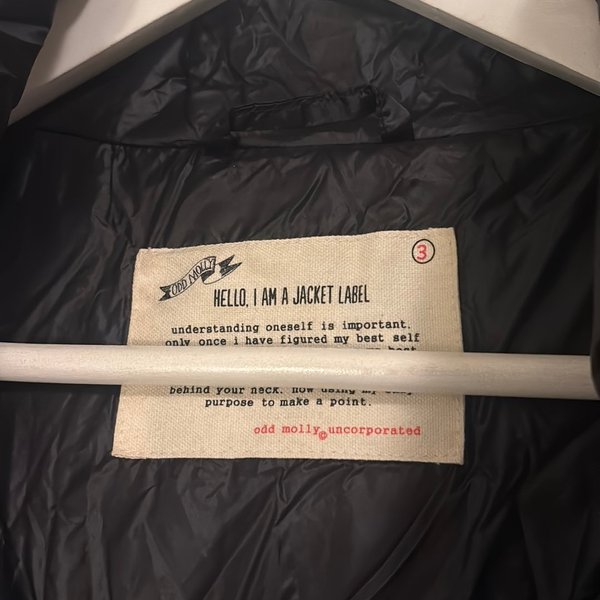 3
ODD MOLLY
HELLO, I AM A JACKET LABEL
understanding oneself is important.
only once i have figured my best self
best
behind your neck. now using my
purpose to make a point.
odd molly© uncorporated